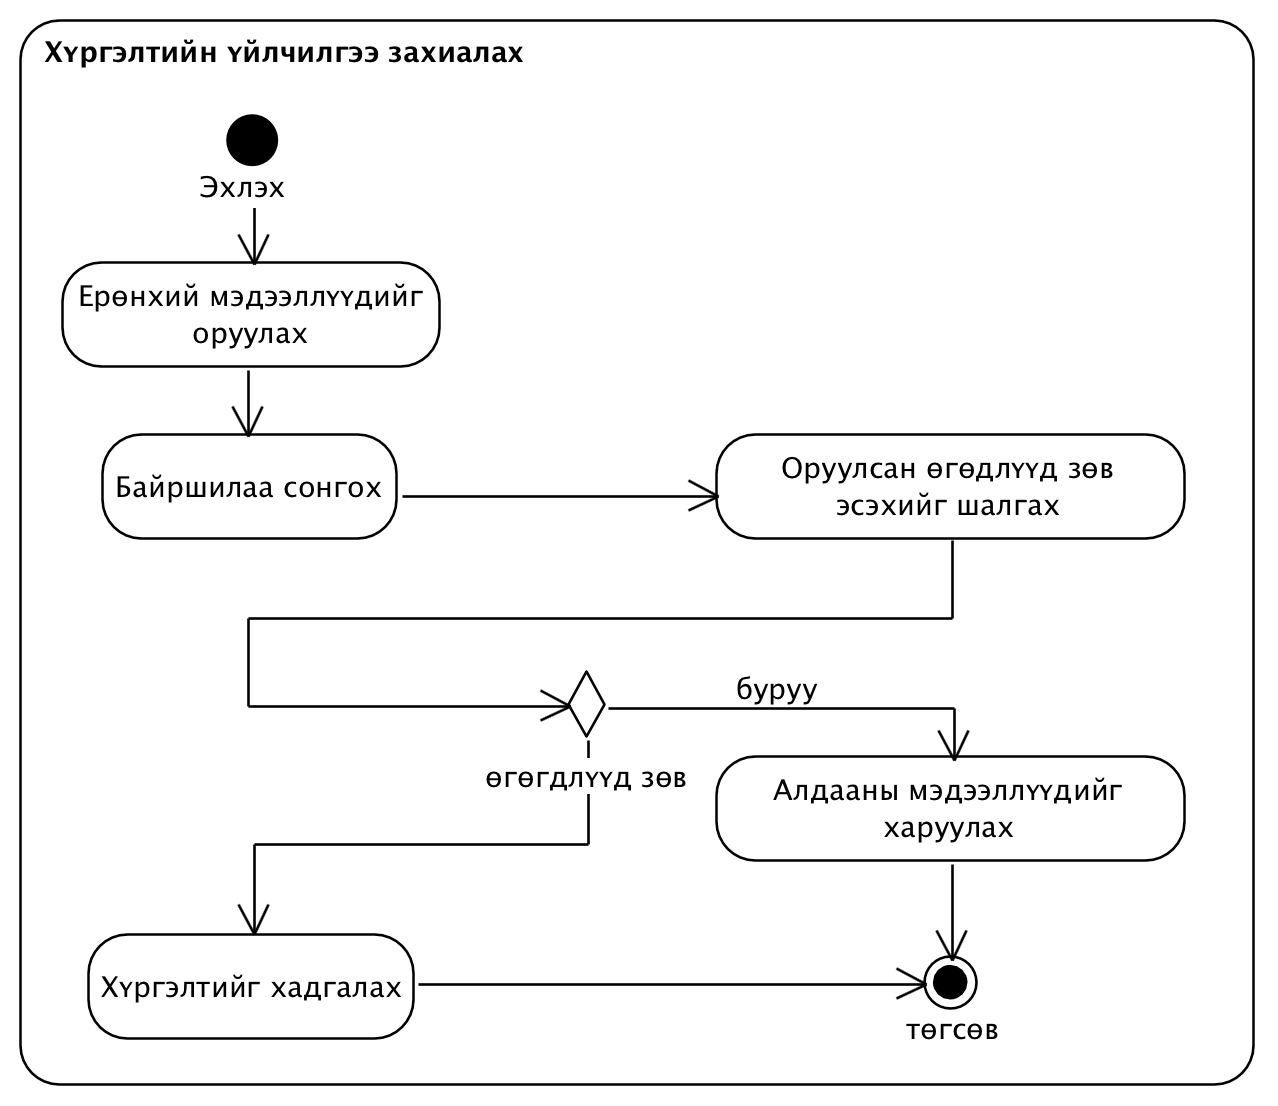 Хүргэлтийн үйлчилгээ захиалах
Эхлэх
Ерөнхий мэдээллүүдийг
оруулах
Байршилаа сонгох
Оруулсан өгөдлүүд зөв
эсэхийг шалгах
буруу
өгөгдлүүд зөв
Алдааны мэдээллүүдийг
харуулах
Хүргэлтийг хадгалах
төгсөв